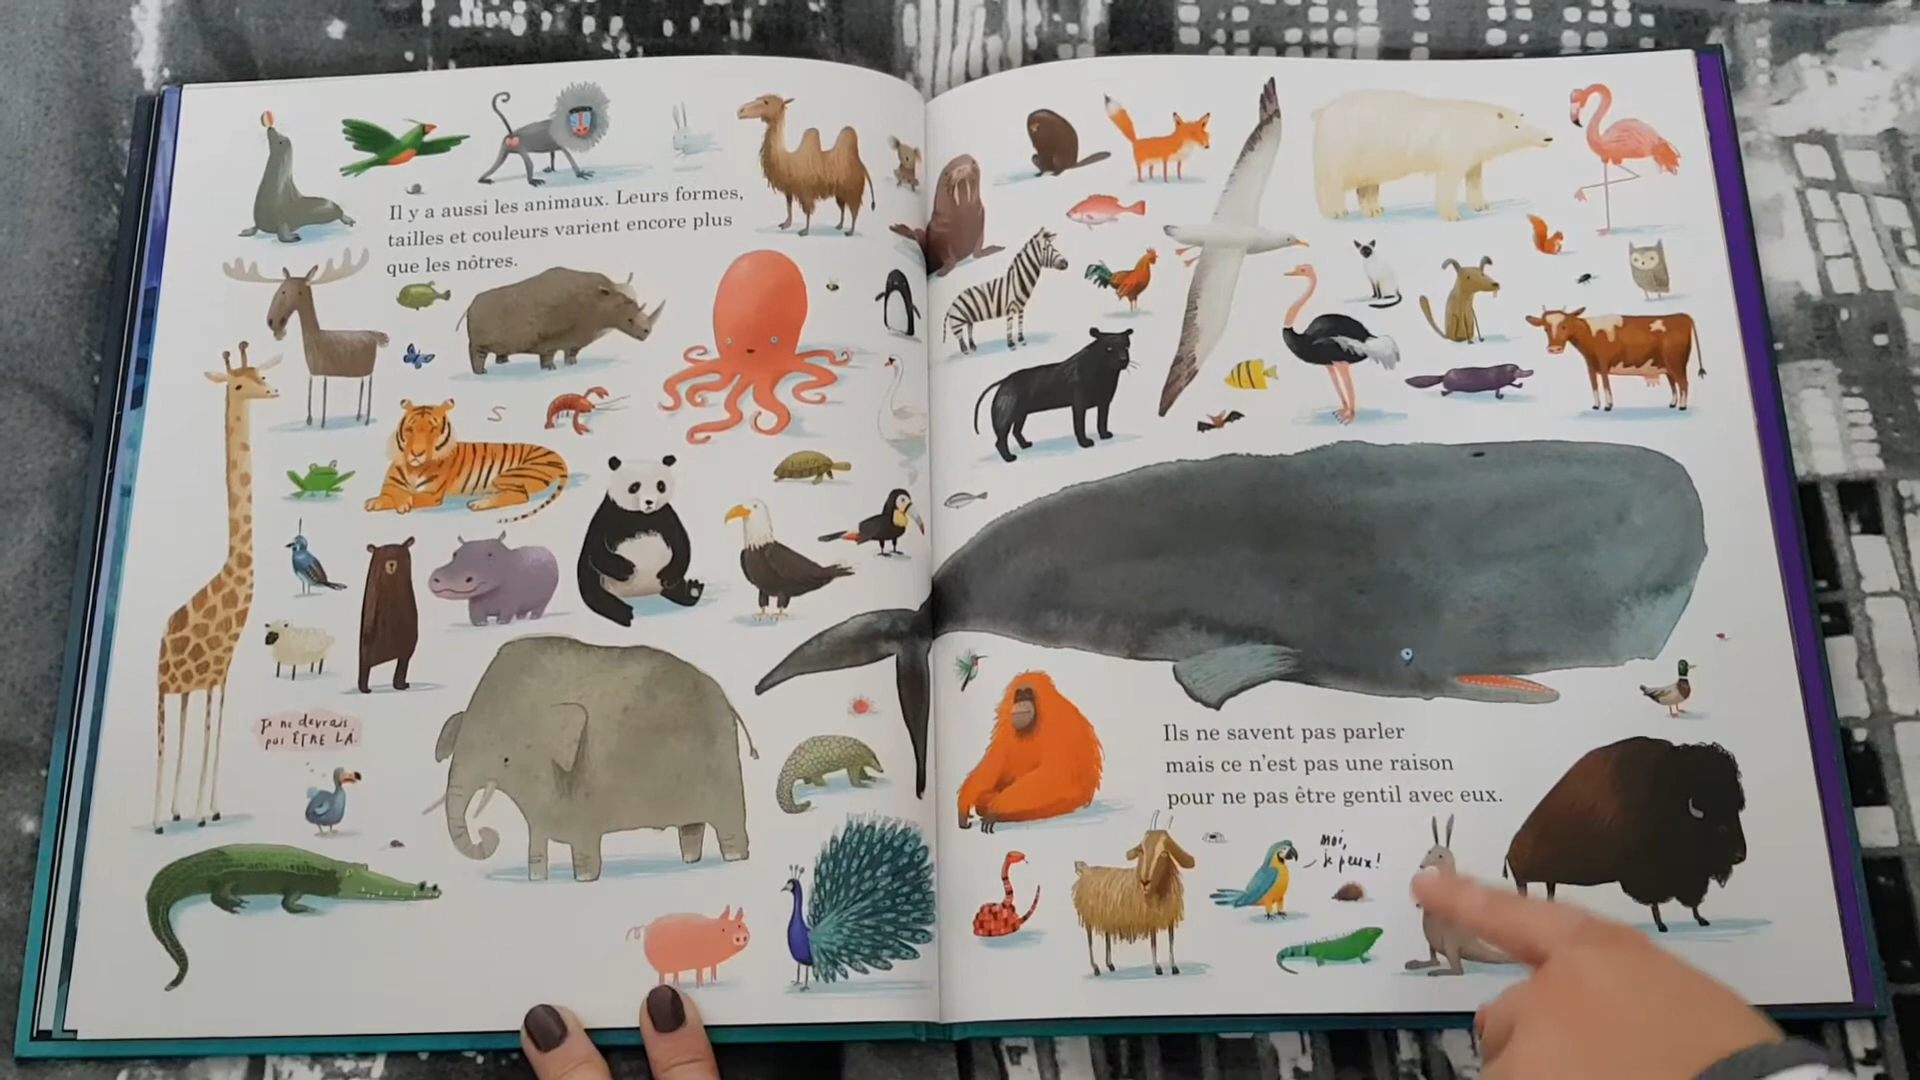 Il y a aussi les animaux. Leurs formes,
tailles et couleurs varient encore plus
que les nôtres.
Je ne devrais
pas ÊTRE LÀ.
Ils ne savent pas parler
mais ce n'est pas une raison
pour ne pas être gentil avec eux.
moi,
je peux!